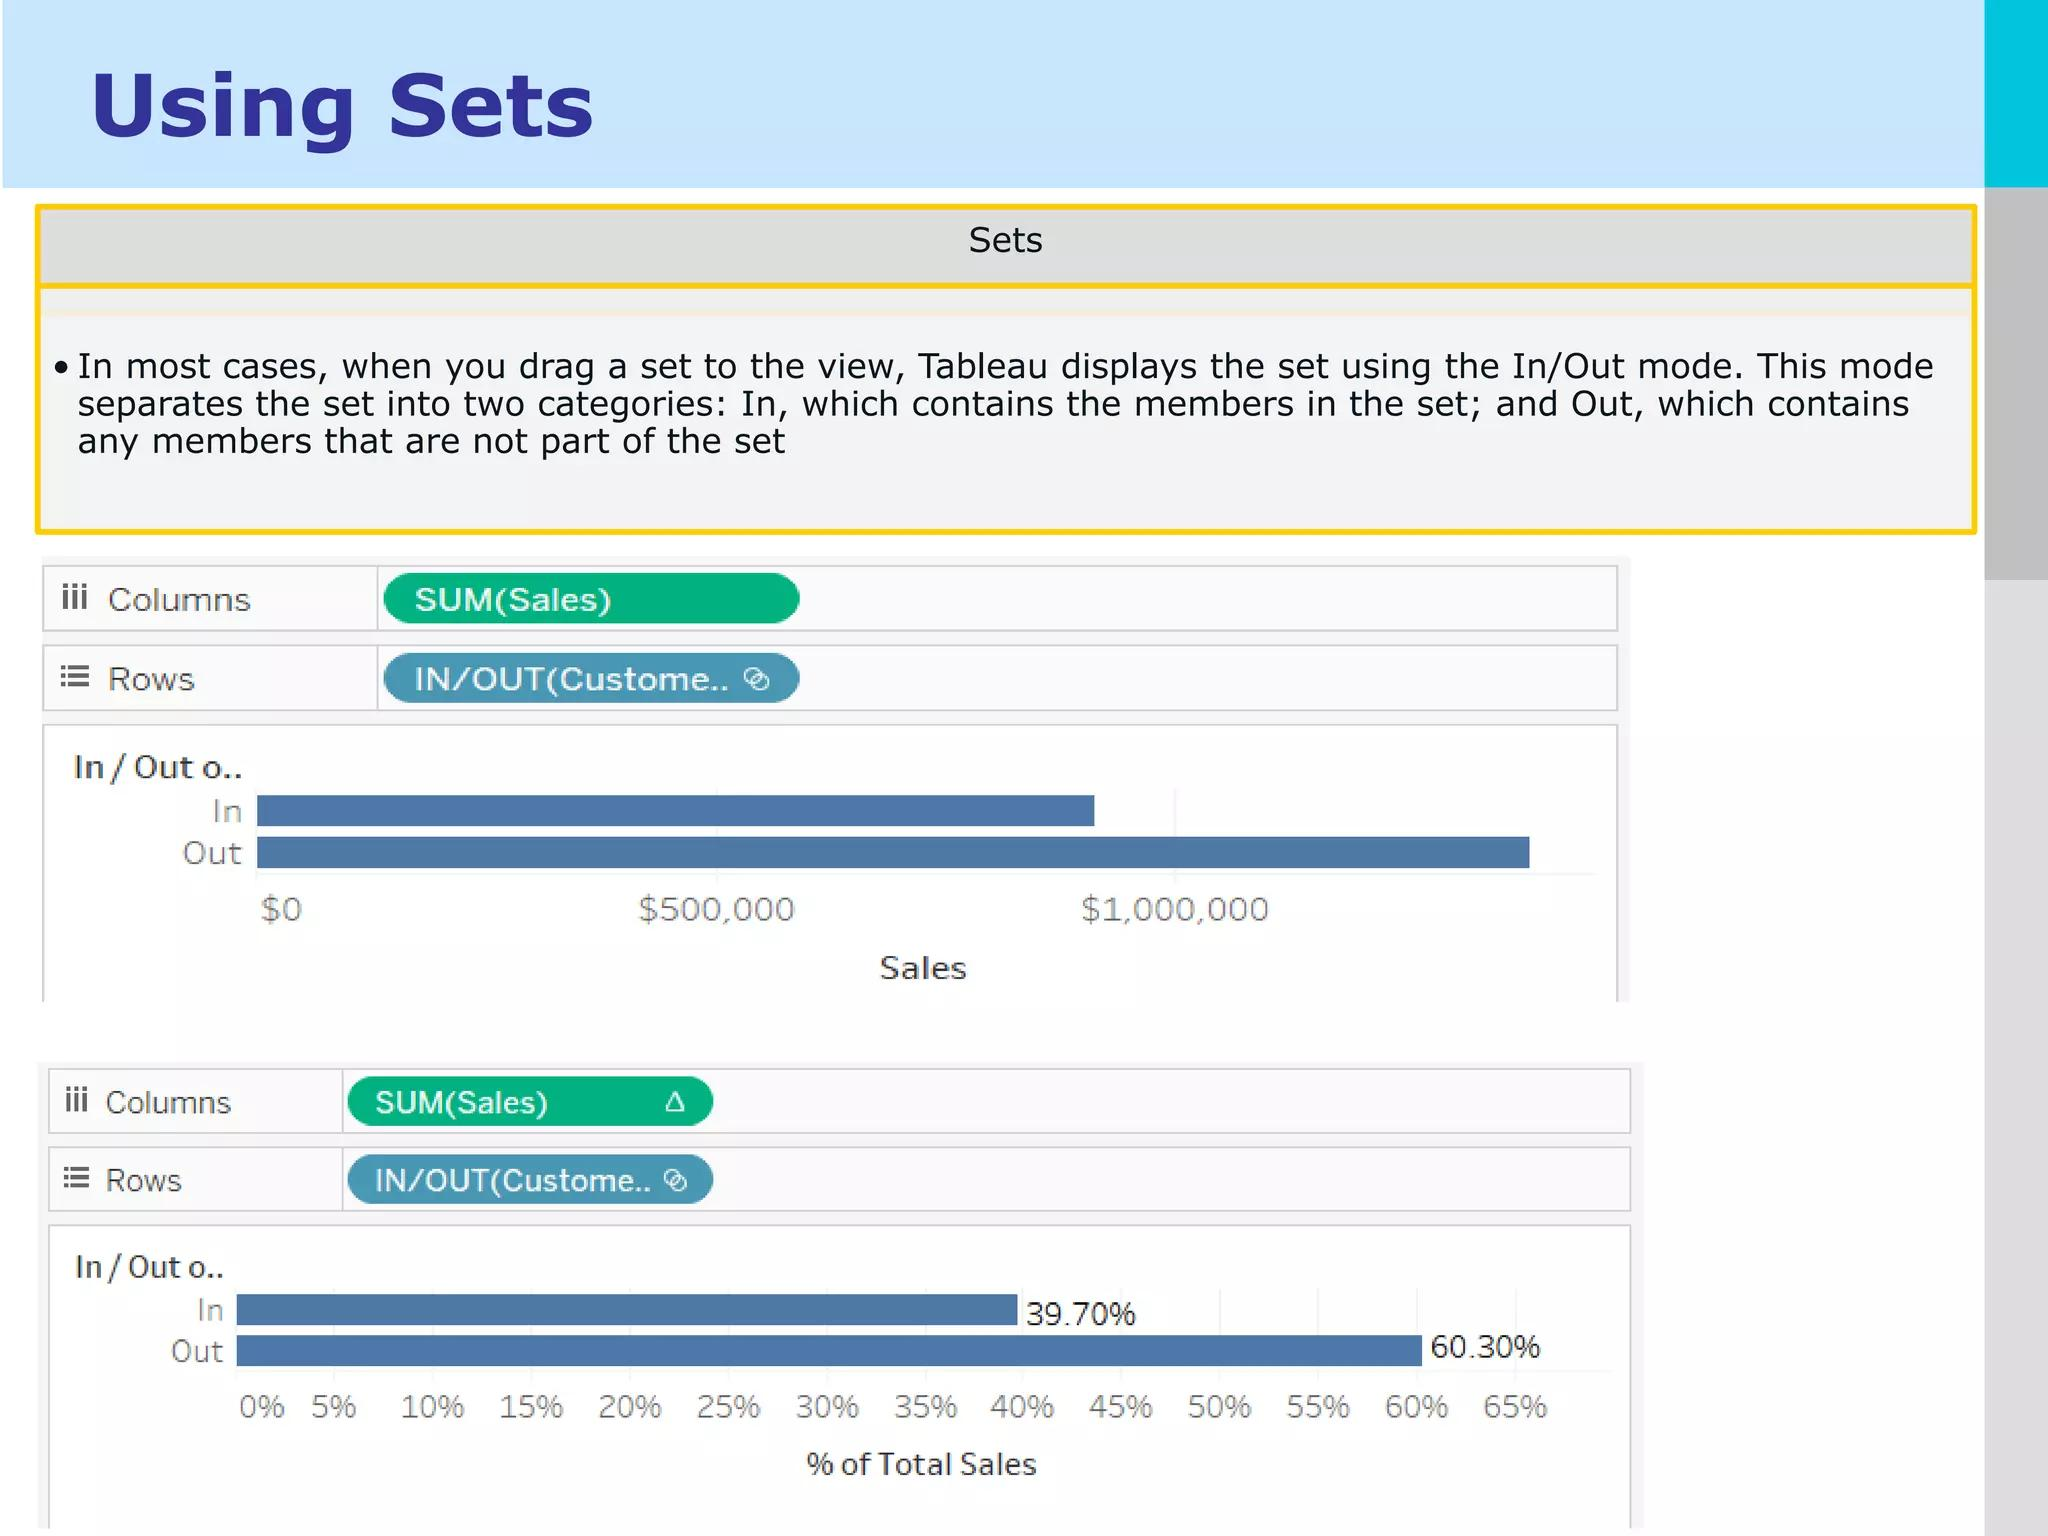 Using Sets
Sets
• In most cases, when you drag a set to the view, Tableau displays the set using the In/Out mode. This mode
separates the set into two categories: In, which contains the members in the set; and Out, which contains
any members that are not part of the set
Columns SUM(Sales)
Rows IN/OUT(Custome..
In / Out o..
In
Out
$0 $500,000 $1,000,000
Sales
Columns SUM(Sales) Δ
Rows IN/OUT(Custome..
In / Out o..
In 39.70%
Out 60.30%
0% 5% 10% 15% 20% 25% 30% 35% 40% 45% 50% 55% 60% 65%
% of Total Sales